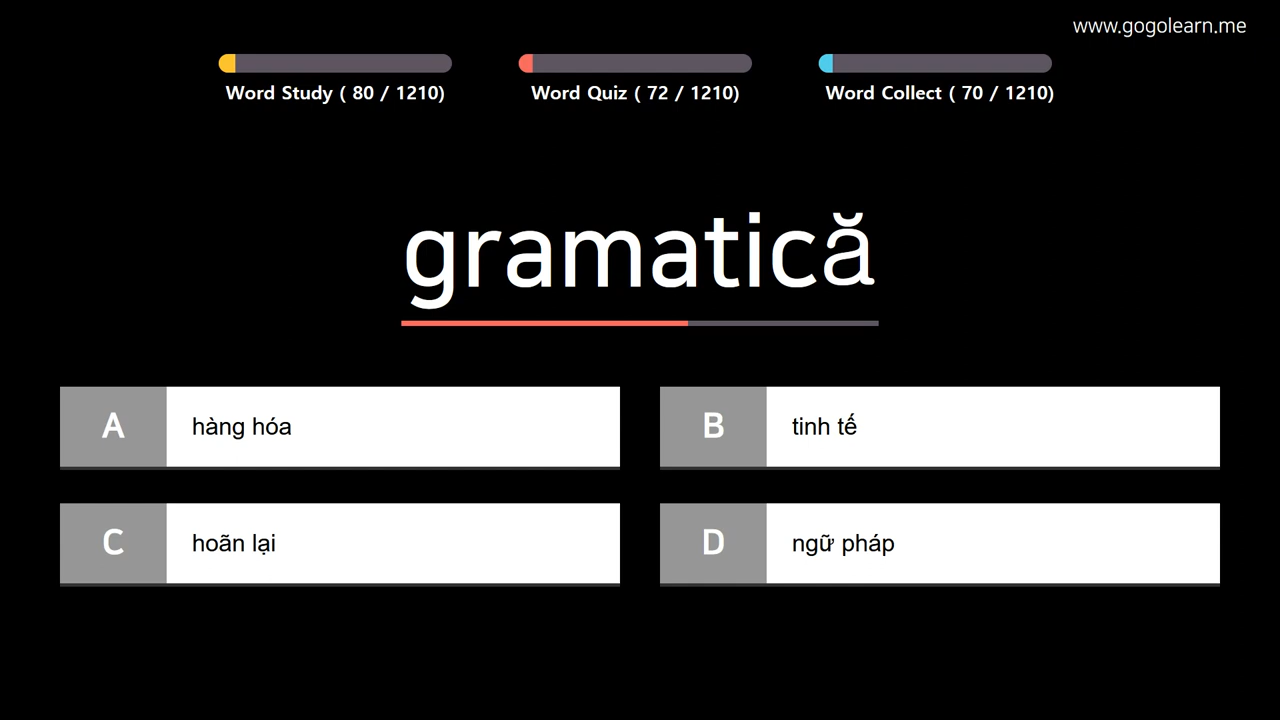 www.gogolearn.me
Word Study ( 80 / 1210)
Word Quiz ( 72 / 1210)
Word Collect ( 70 / 1210)
gramatică
A hàng hóa
B tinh tế
C hoãn lại
D ngữ pháp